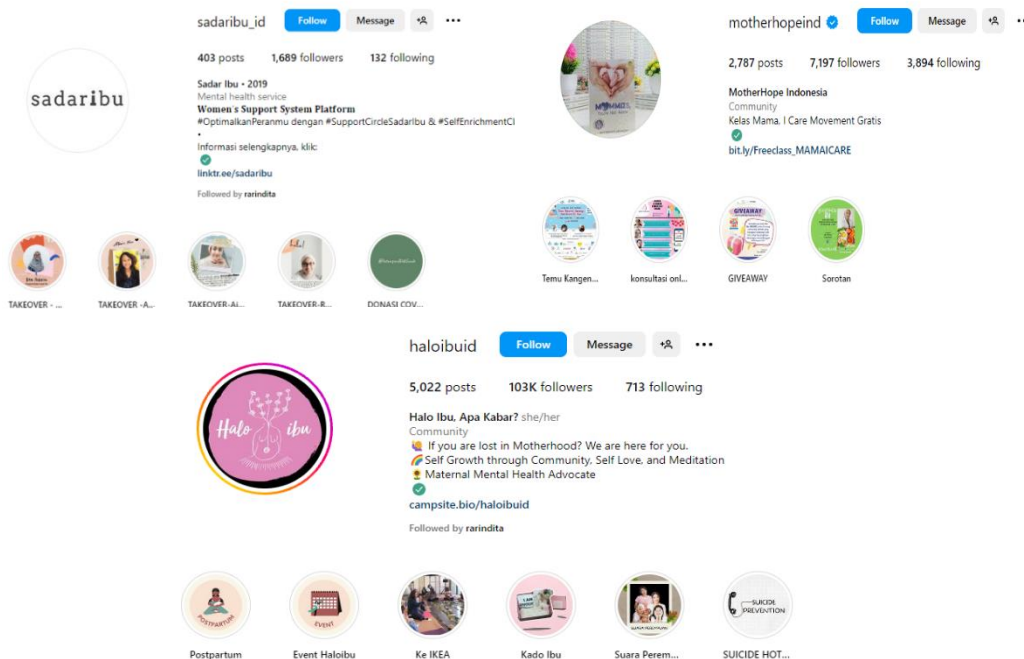 sadaribu_id Follow Message ...
403 posts 1,689 followers 132 following
sadaribu
Sadar Ibu • 2019
Mental health service
Women's Support System Platform
#OptimalkanPeranmu dengan #SupportCircleSadarIbu & #SelfEnrichmentCl
•
Informasi selengkapnya, klik:
linktr.ee/sadaribu
Followed by rarindita
TAKEOVER - ... TAKEOVER -A... TAKEOVER-Ai... TAKEOVER-R... DONASI COV...
motherhopeind Follow Message
2,787 posts 7,197 followers 3,894 following
MotherHope Indonesia
Community
Kelas Mama, I Care Movement Gratis
bit.ly/Freeclass_MAMAICARE
GIVEAWAY
Temu Kangen... konsultasi onl... GIVEAWAY Sorotan
haloibuid Follow Message ...
5,022 posts 103K followers 713 following
Halo ibu
Halo Ibu, Apa Kabar? she/her
Community
If you are lost in Motherhood? We are here for you.
Self Growth through Community, Self Love, and Meditation
Maternal Mental Health Advocate
campsite.bio/haloibuid
Followed by rarindita
POSTPARTUM EVENT SUICIDE
PREVENTION
Postpartum Event Haloibu Ke IKEA Kado Ibu Suara Perem... SUICIDE HOT...